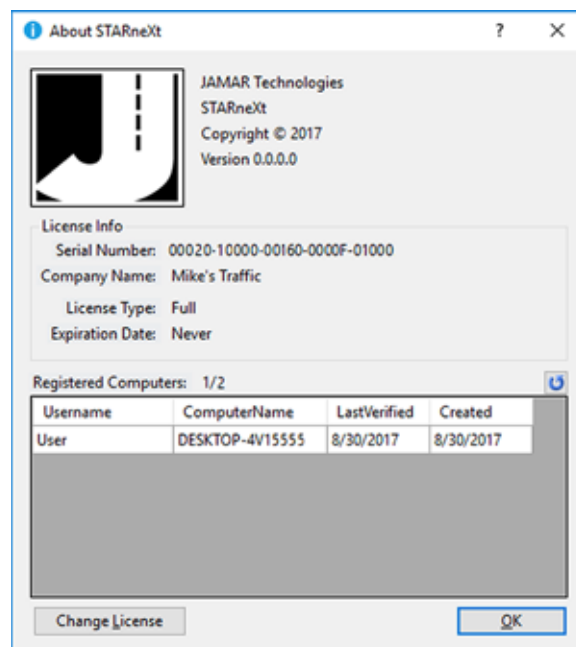 About STARneXt
JAMAR Technologies
STARneXt
Copyright © 2017
Version 0.0.0.0
License Info
Serial Number: 00020-10000-00160-0000F-01000
Company Name: Mike's Traffic
License Type: Full
Expiration Date: Never
Registered Computers: 1/2
Username ComputerName LastVerified Created
User DESKTOP-4V15555 8/30/2017 8/30/2017
Change License OK